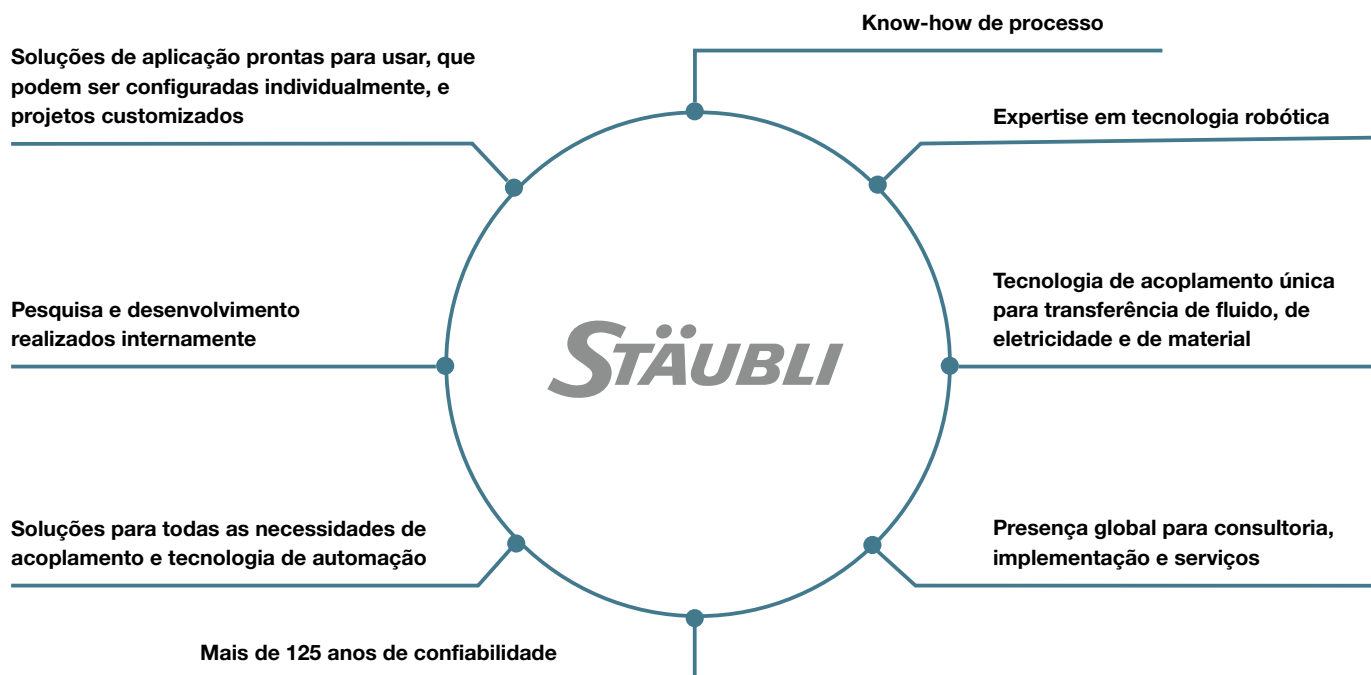 Know-how de processo
Soluções de aplicação prontas para usar, que
podem ser configuradas individualmente, e
projetos customizados
Expertise em tecnologia robótica
Pesquisa e desenvolvimento
realizados internamente
STÄUBLI
Tecnologia de acoplamento única
para transferência de fluido, de
eletricidade e de material
Soluções para todas as necessidades de
acoplamento e tecnologia de automação
Presença global para consultoria,
implementação e serviços
Mais de 125 anos de confiabilidade